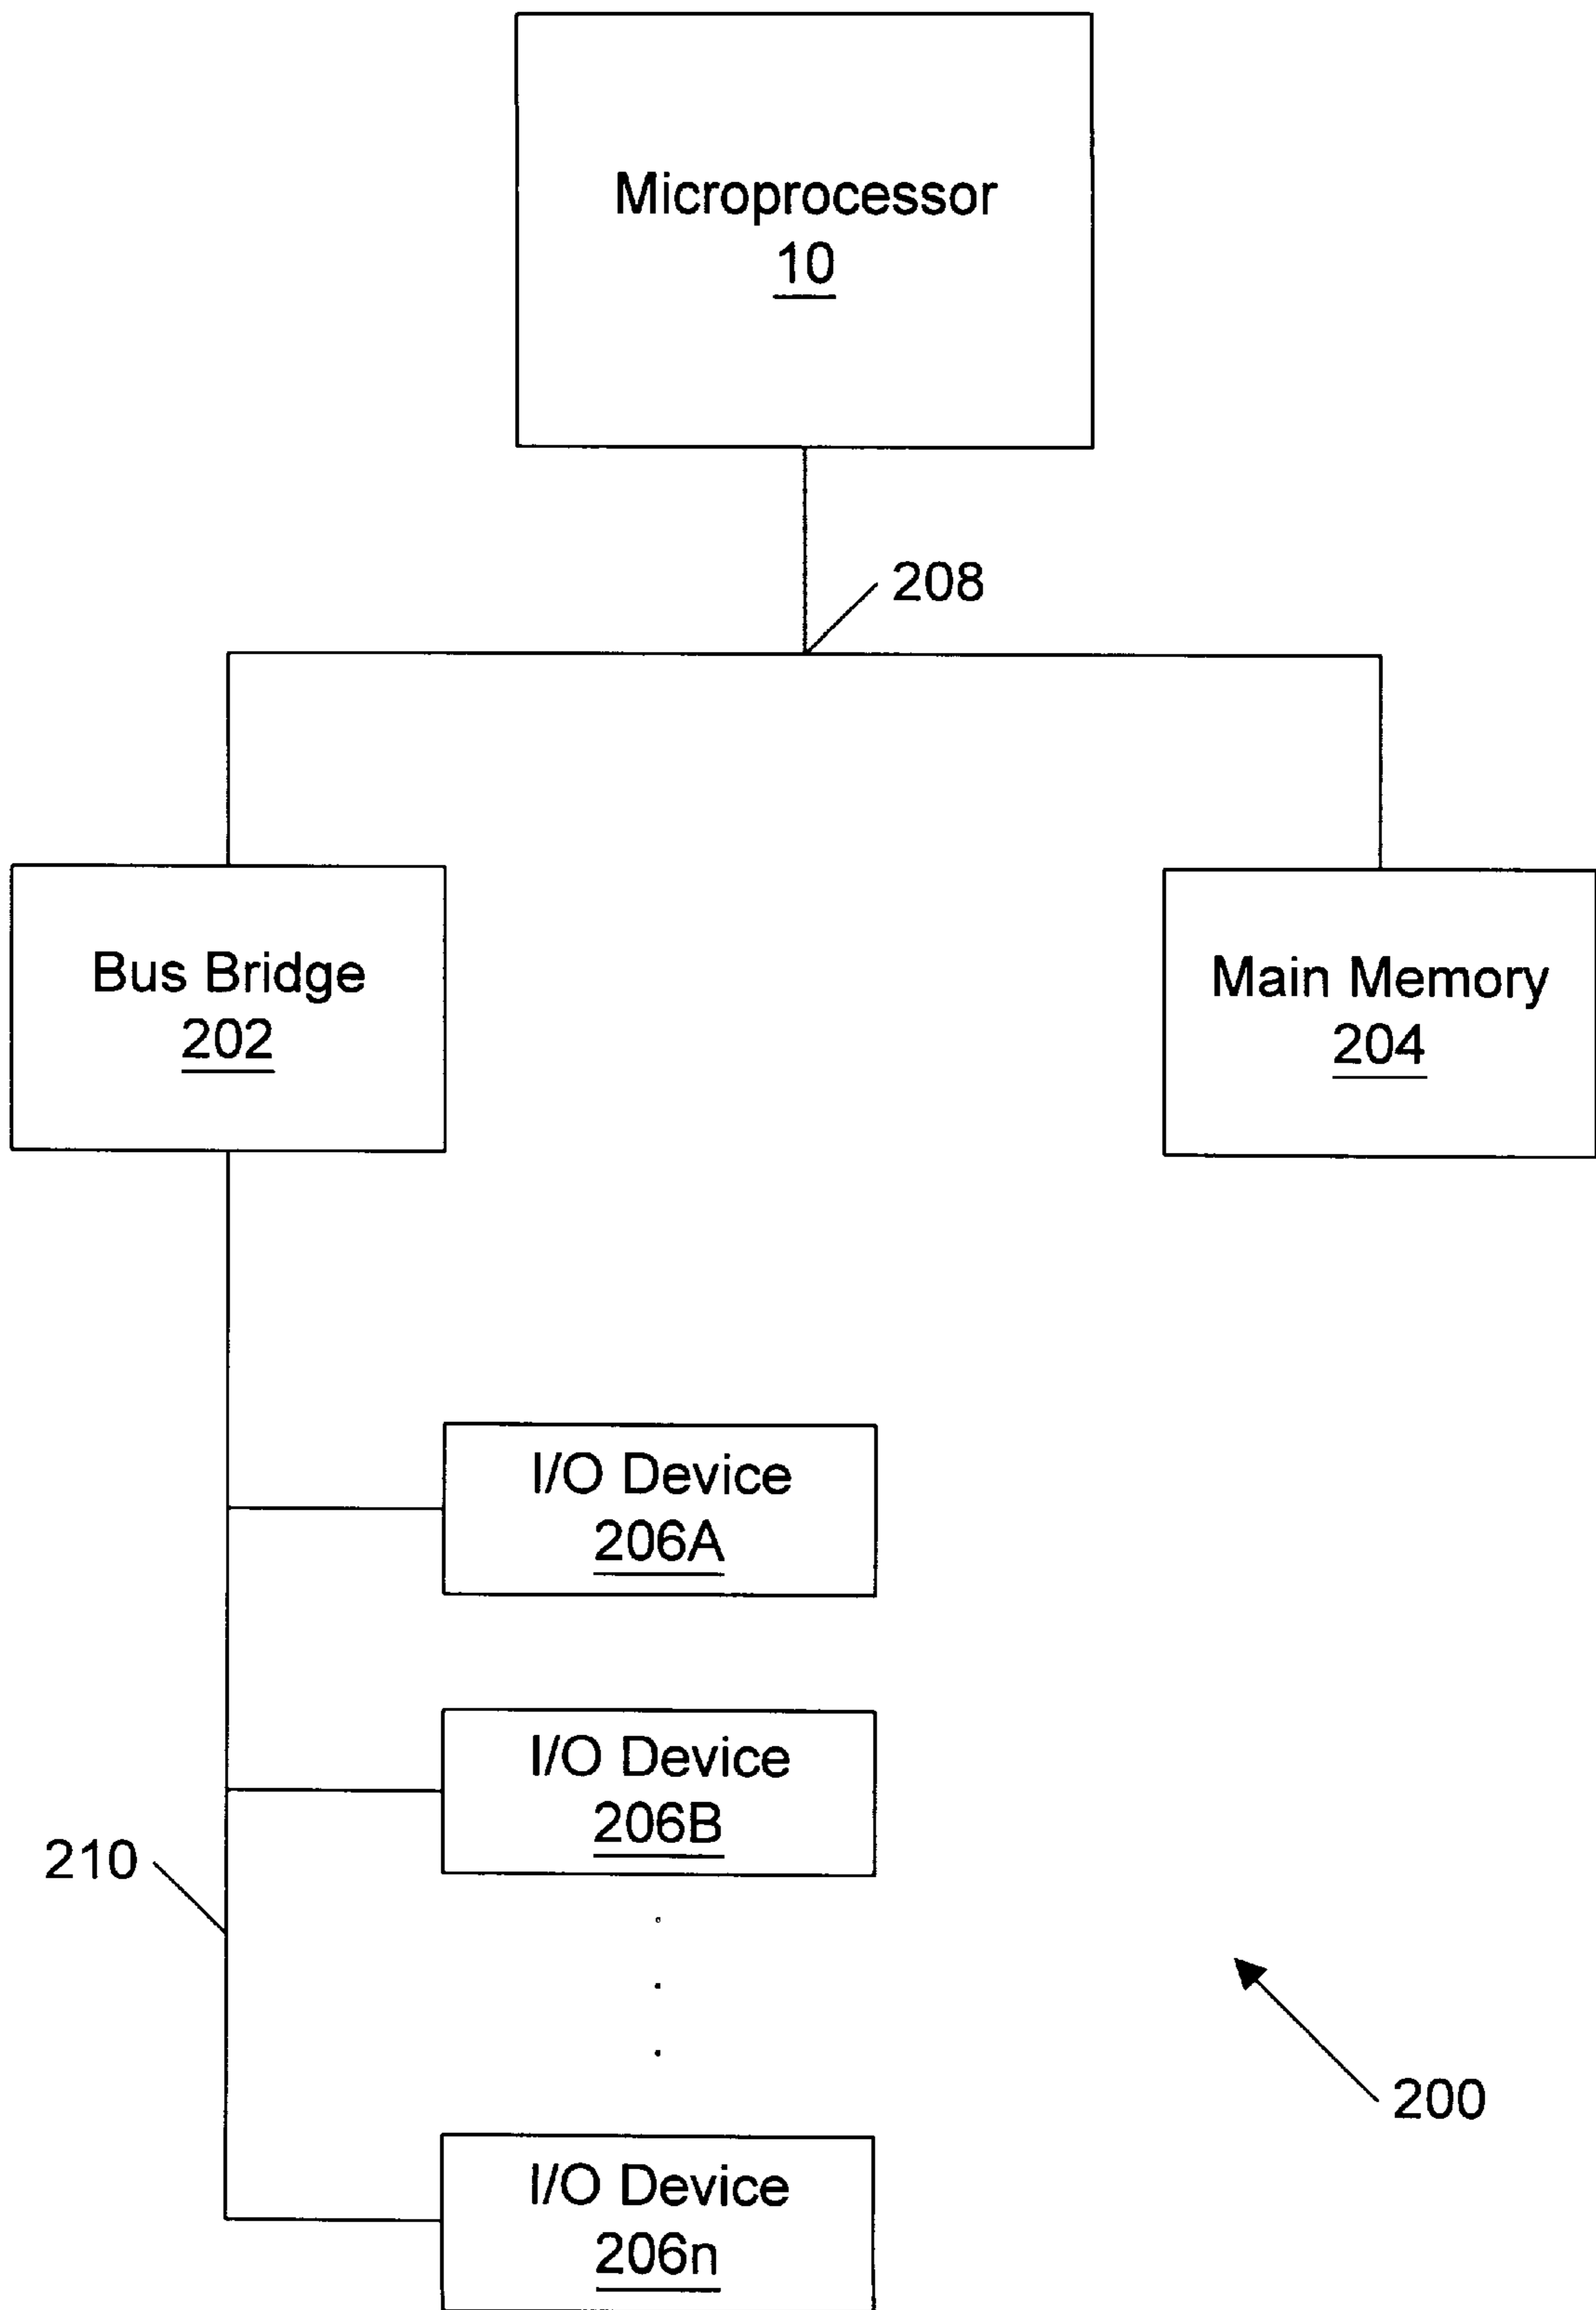 Microprocessor
10
208
Bus Bridge
202
Main Memory
204
I/O Device
206A
I/O Device
206B
210
200
I/O Device
206n